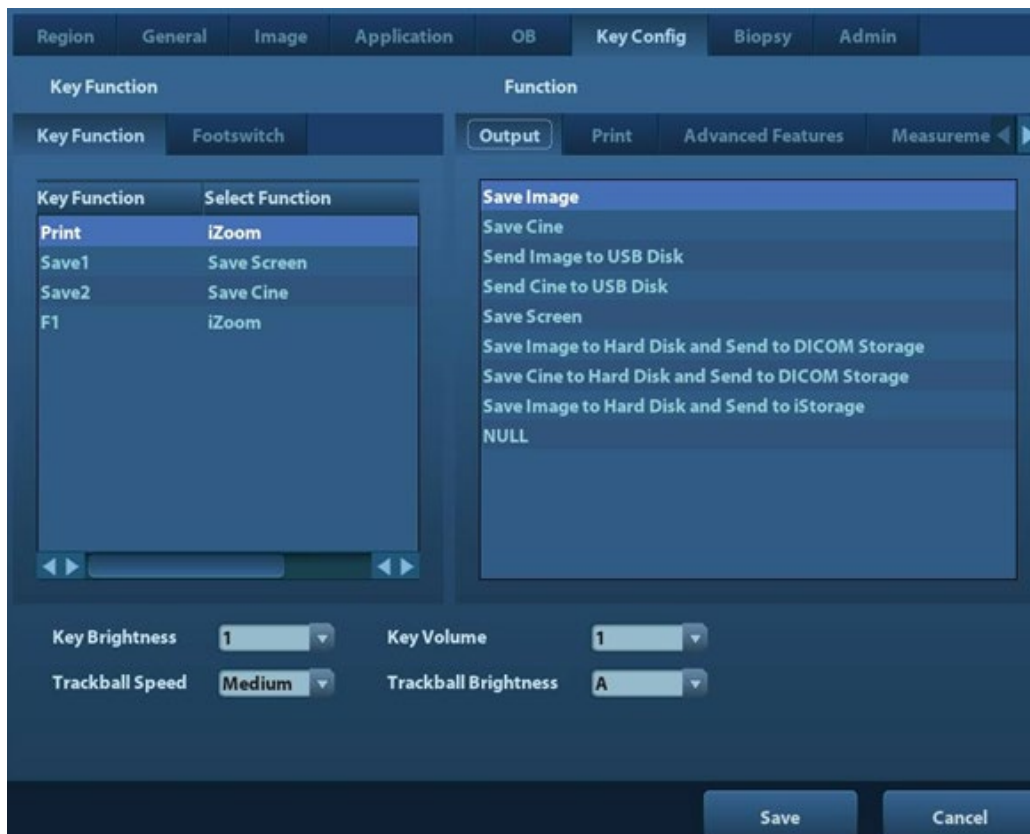 Region General Image Application OB Key Config Biopsy Admin
Key Function Function
Key Function Footswitch Output Print Advanced Features Measureme
Key Function Select Function
Print iZoom
Save1 Save Screen
Save2 Save Cine
F1 iZoom
Save Image
Save Cine
Send Image to USB Disk
Send Cine to USB Disk
Save Screen
Save Image to Hard Disk and Send to DICOM Storage
Save Cine to Hard Disk and Send to DICOM Storage
Save Image to Hard Disk and Send to iStorage
NULL
Key Brightness 1 Key Volume 1
Trackball Speed Medium Trackball Brightness A
Save Cancel